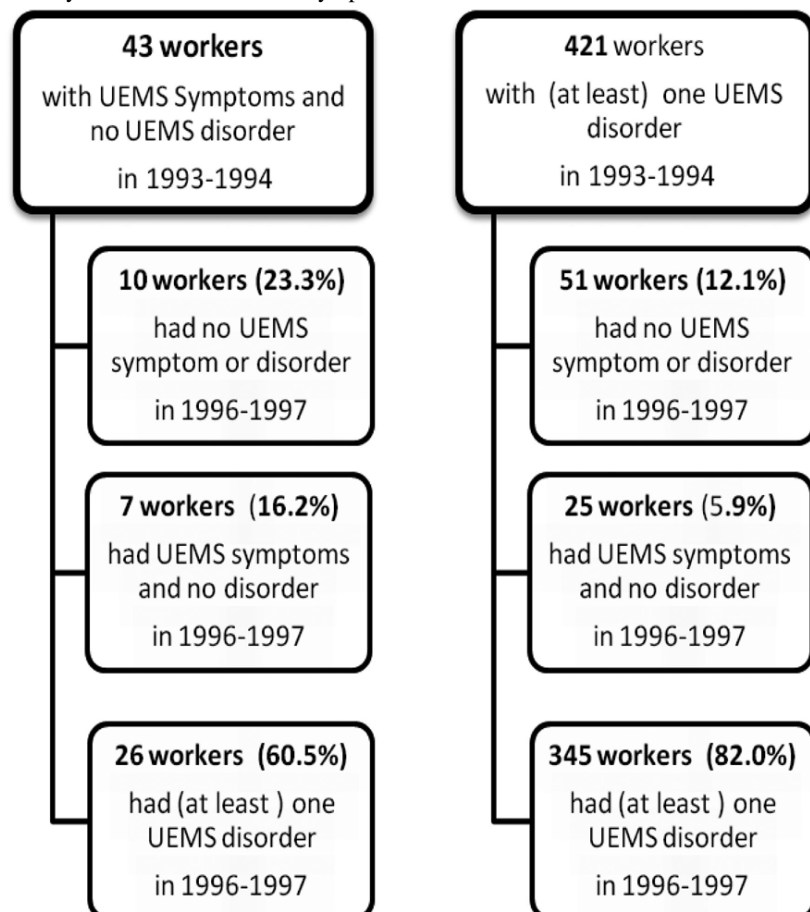 43 workers
with UEMS Symptoms and
no UEMS disorder
in 1993-1994
10 workers (23.3%)
had no UEMS
symptom or disorder
in 1996-1997
7 workers (16.2%)
had UEMS symptoms
and no disorder
in 1996-1997
26 workers (60.5%)
had (at least ) one
UEMS disorder
in 1996-1997
421 workers
with (at least) one UEMS
disorder
in 1993-1994
51 workers (12.1%)
had no UEMS
symptom or disorder
in 1996-1997
25 workers (5.9%)
had UEMS symptoms
and no disorder
in 1996-1997
345 workers (82.0%)
had (at least ) one
UEMS disorder
in 1996-1997